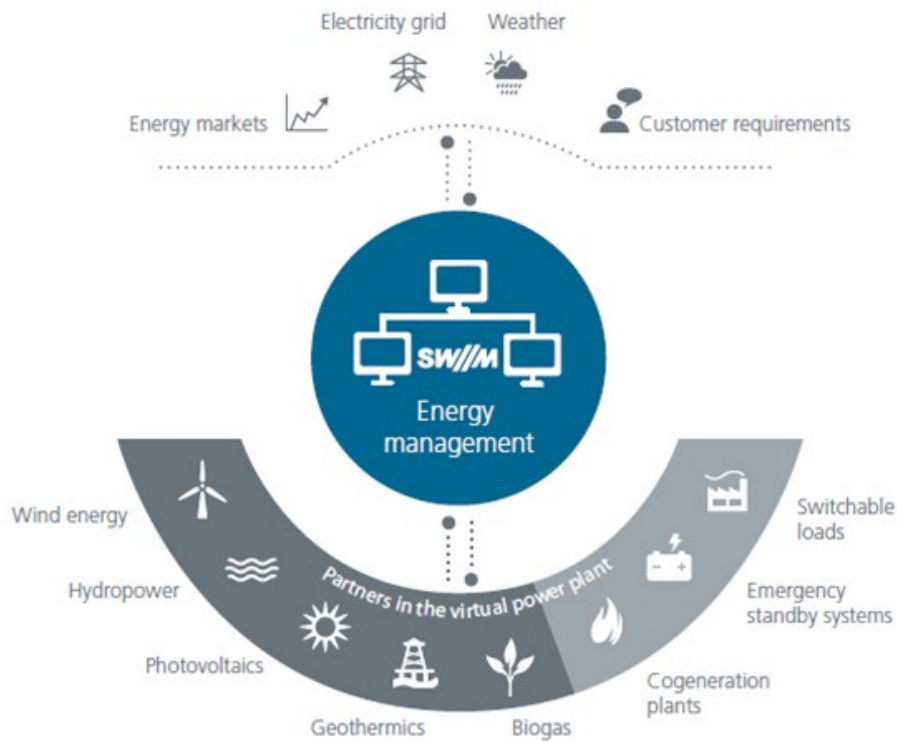 Electricity grid
Weather
Energy markets
Customer requirements
SW//M
Energy
management
Partners in the virtual power plant
Wind energy
Hydropower
Photovoltaics
Geothermics
Biogas
Cogeneration
plants
Emergency
standby systems
Switchable
loads